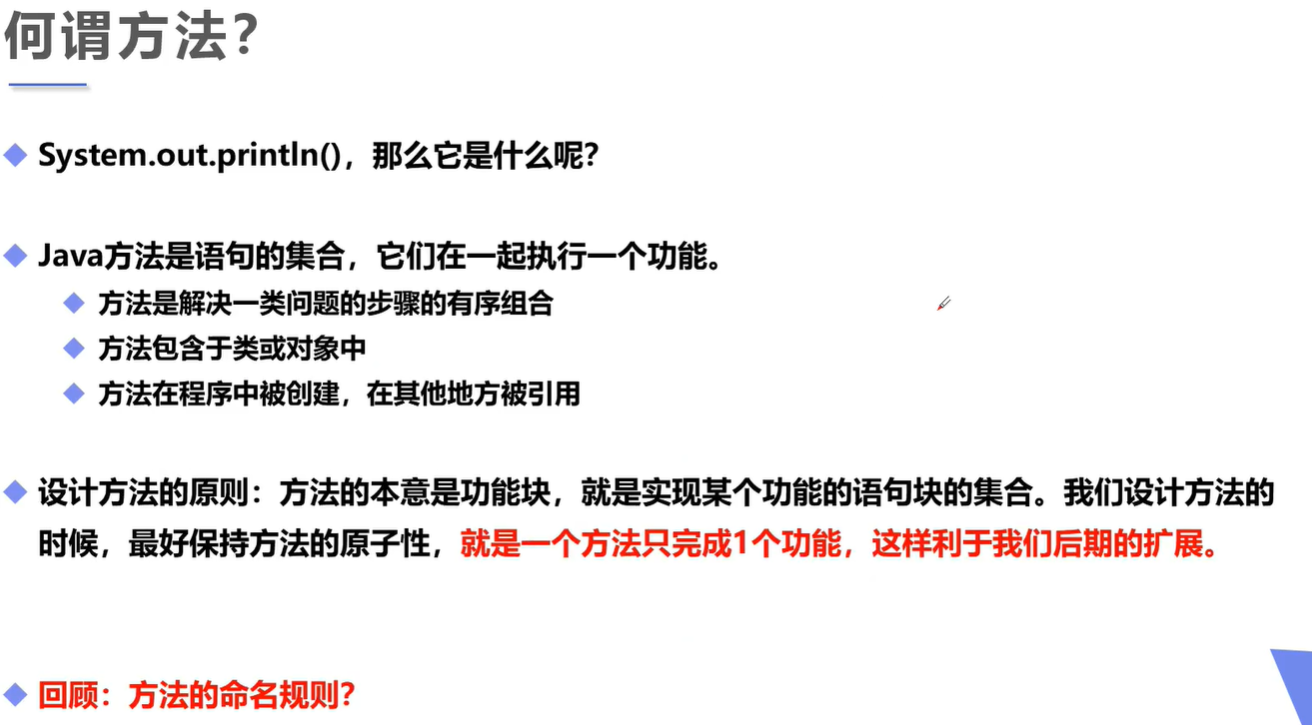 何谓方法？
System.out.println()，那么它是什么呢？
Java方法是语句的集合，它们在一起执行一个功能。
方法是解决一类问题的步骤的有序组合
方法包含于类或对象中
方法在程序中被创建，在其他地方被引用
设计方法的原则：方法的本意是功能块，就是实现某个功能的语句块的集合。我们设计方法的
时候，最好保持方法的原子性，就是一个方法只完成1个功能，这样利于我们后期的扩展。
回顾：方法的命名规则？